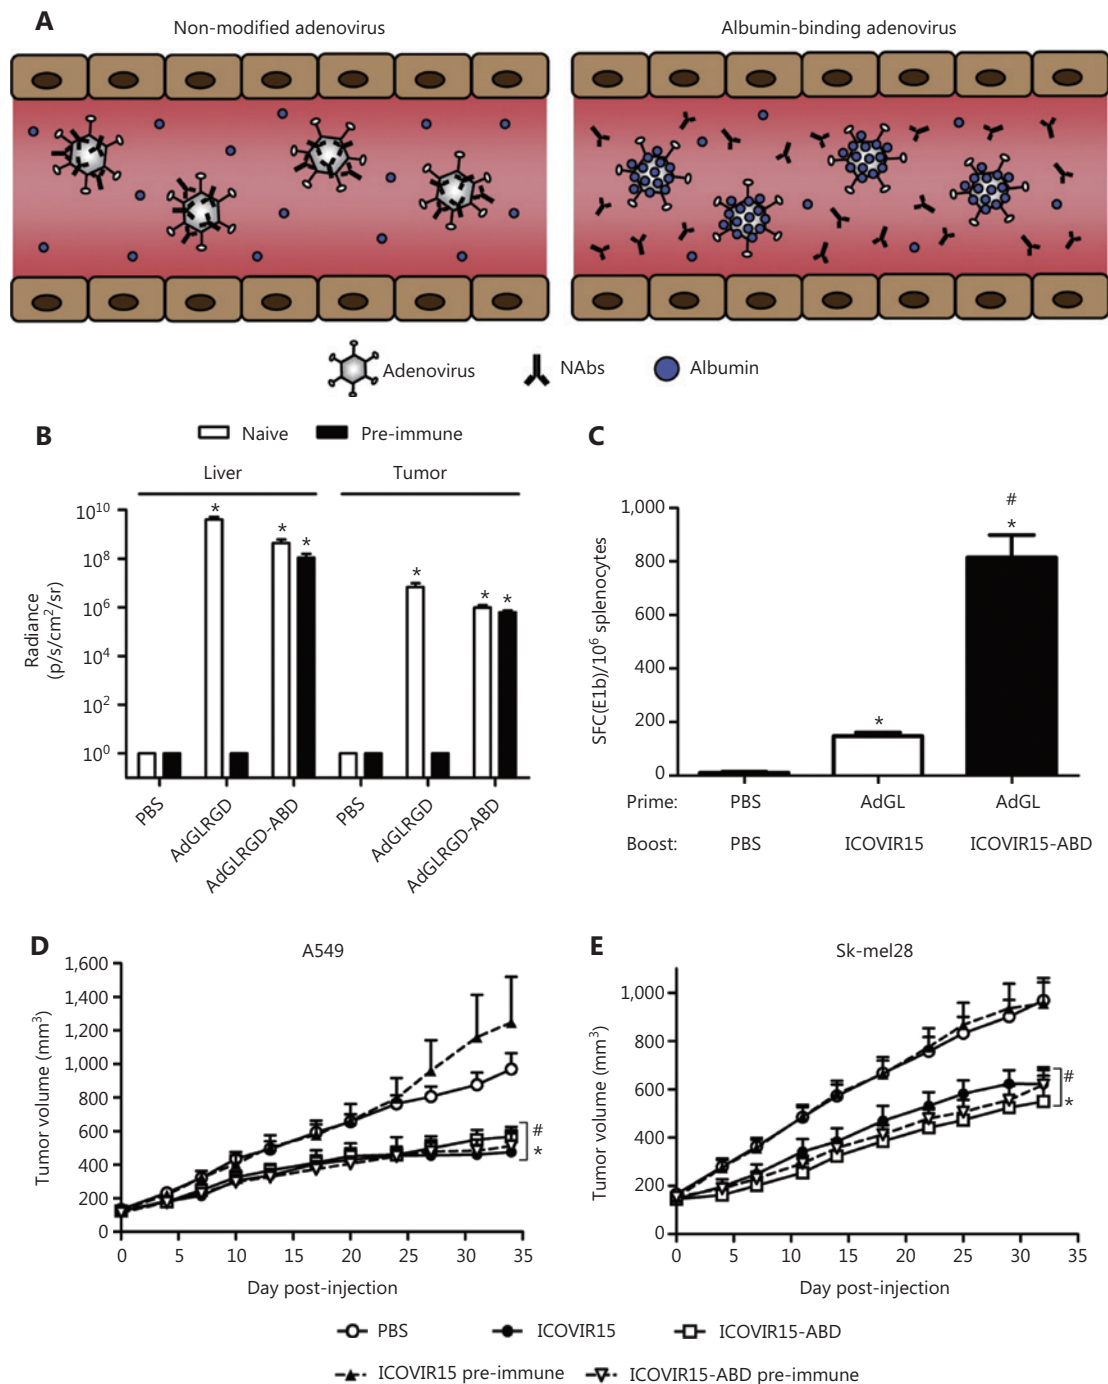 A
Non-modified adenovirus
Albumin-binding adenovirus
Adenovirus
NAbs
Albumin
B
Naive
Pre-immune
Liver
Tumor
10^10
10^8
10^6
10^4
10^2
10^0
Radiance
(p/s/cm²/sr)
* * * * * *
PBS
AdGLRGD
AdGLRGD-ABD
PBS
AdGLRGD
AdGLRGD-ABD
C
1,000
800
600
400
200
0
SFC(E1b)/10⁶ splenocytes
#
*
*
Prime: PBS AdGL AdGL
Boost: PBS ICOVIR15 ICOVIR15-ABD
D
A549
1,600
1,400
1,200
1,000
800
600
400
200
0
Tumor volume (mm³)
#
*
0 5 10 15 20 25 30 35
Day post-injection
E
Sk-mel28
1,000
800
600
400
200
0
Tumor volume (mm³)
#
*
0 5 10 15 20 25 30 35
Day post-injection
PBS
ICOVIR15
ICOVIR15-ABD
ICOVIR15 pre-immune
ICOVIR15-ABD pre-immune